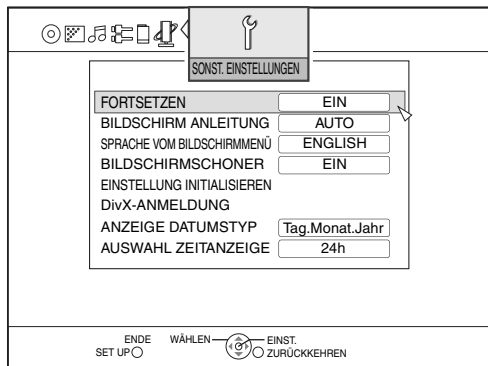 SONST. EINSTELLUNGEN
FORTSETZEN EIN
BILDSCHIRM ANLEITUNG AUTO
SPRACHE VOM BILDSCHIRMMENÜ ENGLISH
BILDSCHIRMSCHONER EIN
EINSTELLUNG INITIALISIEREN
DivX-ANMELDUNG
ANZEIGE DATUMSTYP Tag.Monat.Jahr
AUSWAHL ZEITANZEIGE 24h
ENDE WÄHLEN EINST.
SET UP ZURÜCKKEHREN